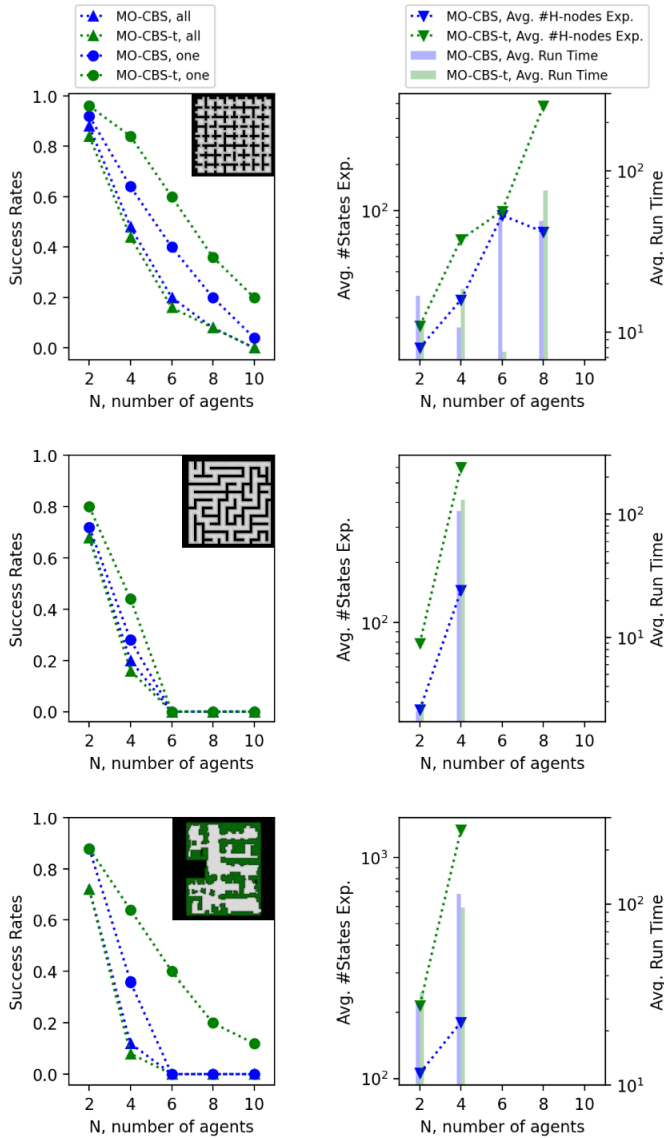 MO-CBS, all
MO-CBS-t, all
MO-CBS, one
MO-CBS-t, one
MO-CBS, Avg. #H-nodes Exp.
MO-CBS-t, Avg. #H-nodes Exp.
MO-CBS, Avg. Run Time
MO-CBS-t, Avg. Run Time
Success Rates
1.0
0.8
0.6
0.4
0.2
0.0
2 4 6 8 10
N, number of agents
Avg. #States Exp.
10²
2 4 6 8 10
N, number of agents
10²
10¹
Avg. Run Time
Success Rates
1.0
0.8
0.6
0.4
0.2
0.0
2 4 6 8 10
N, number of agents
Avg. #States Exp.
10²
2 4 6 8 10
N, number of agents
10²
10¹
Avg. Run Time
Success Rates
1.0
0.8
0.6
0.4
0.2
0.0
2 4 6 8 10
N, number of agents
Avg. #States Exp.
10³
10²
2 4 6 8 10
N, number of agents
10²
10¹
Avg. Run Time